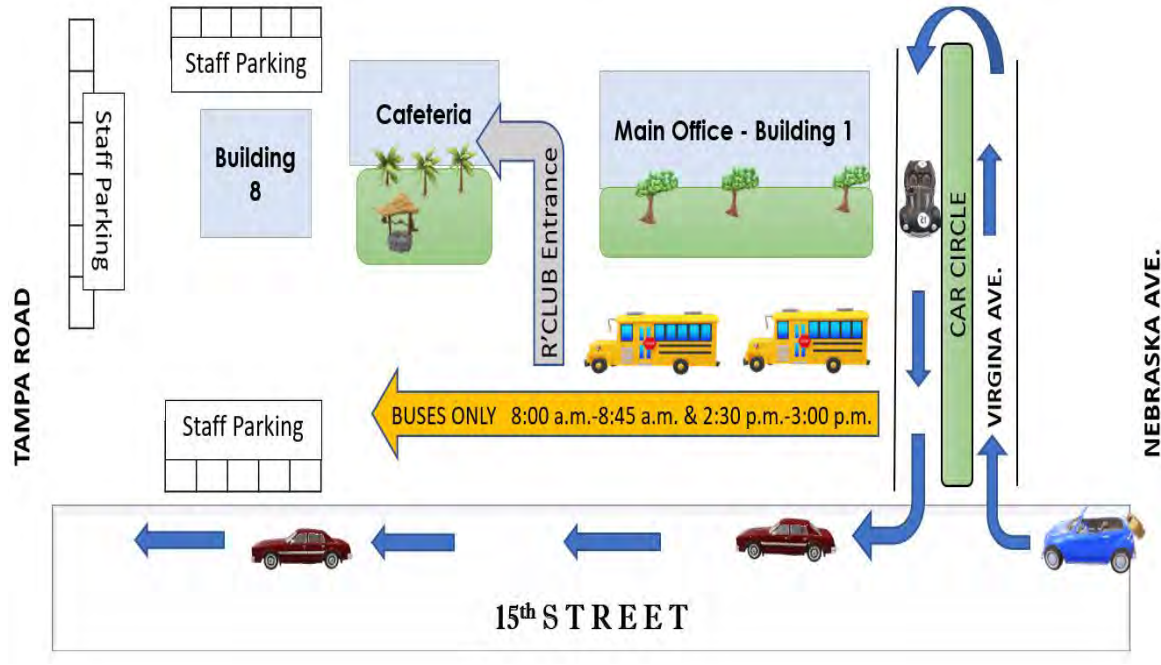 Staff Parking
Staff Parking
Building
8
Cafeteria
R'CLUB Entrance
Main Office - Building 1
CAR CIRCLE
VIRGINA AVE.
NEBRASKA AVE.
TAMPA ROAD
BUSES ONLY 8:00 a.m.-8:45 a.m. & 2:30 p.m.-3:00 p.m.
Staff Parking
15th STREET